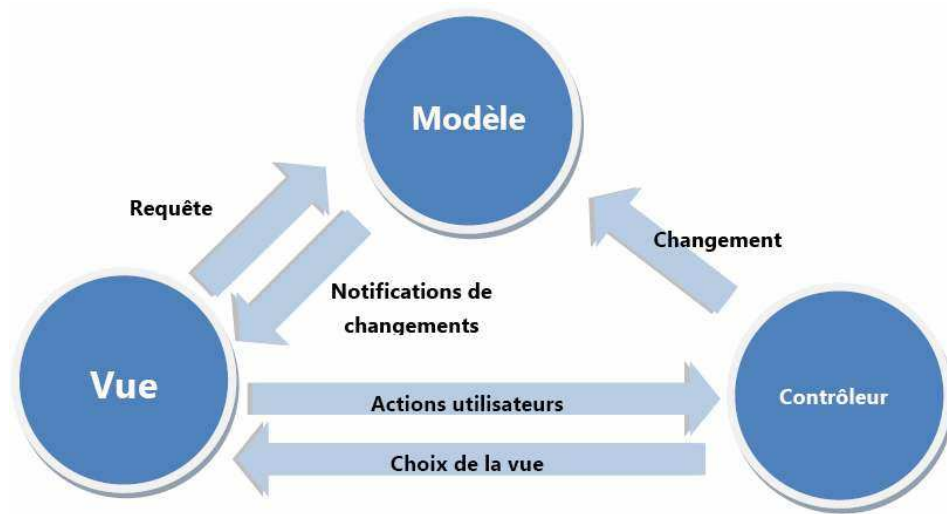 Modèle
Requête
Changement
Notifications de
changements
Vue
Actions utilisateurs
Contrôleur
Choix de la vue